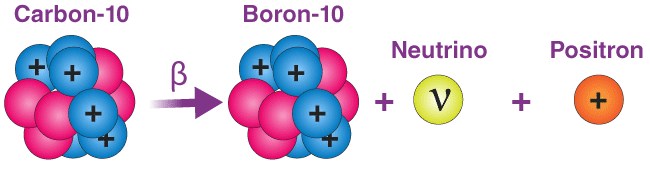 Carbon-10
Boron-10
β
Neutrino
Positron
+ + + +
+ + + +
+ ν + +